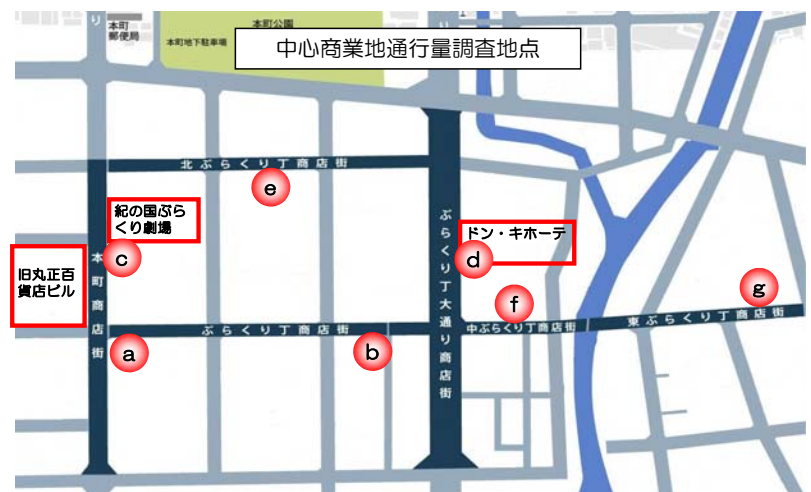 り
本町
郵便局
本町公園
本町地下駐車場
り
中心商業地通行量調査地点
北ぶらくり丁商店街
e
紀の国ぶら
くり劇場
旧丸正百
貨店ビル
c
本町商店街
ドン・キホーテ
d
ぶらくり丁大通り商店街
g
f
東ぶらくり丁商店街
中ぶらくり丁商店街
ぶらくり丁商店街
a
b